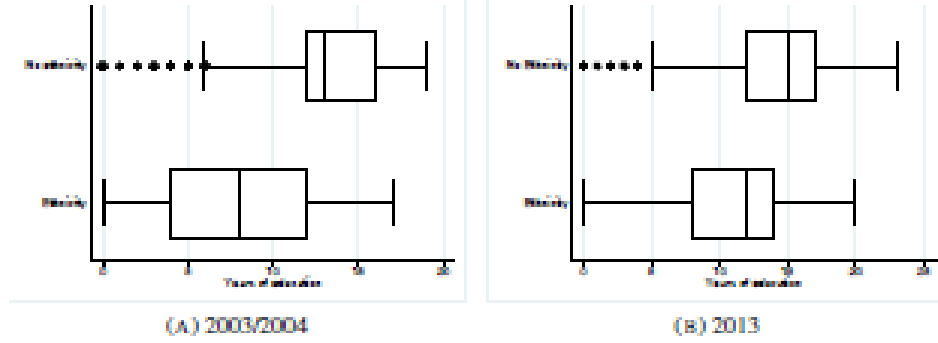 No ethnicity
Ethnicity
0 5 10 15 20
Years of education
(A) 2003/2004
No Ethnicity
Ethnicity
0 5 10 15 20 25
Years of education
(B) 2013